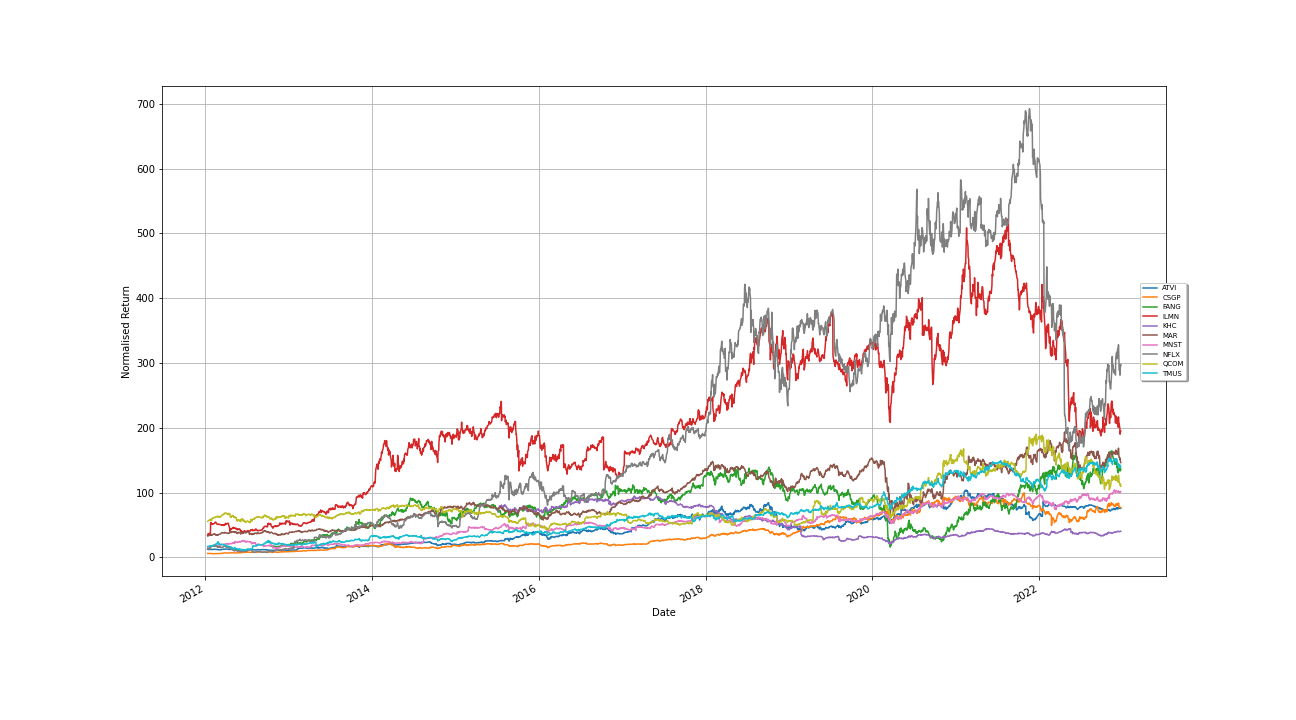 700
600
500
400
300
200
100
0
Normalised Return
2012
2014
2016
2018
2020
2022
Date
ATVI
CSGP
FANG
ILMN
KHC
MAR
MNST
NFLX
QCOM
TMUS